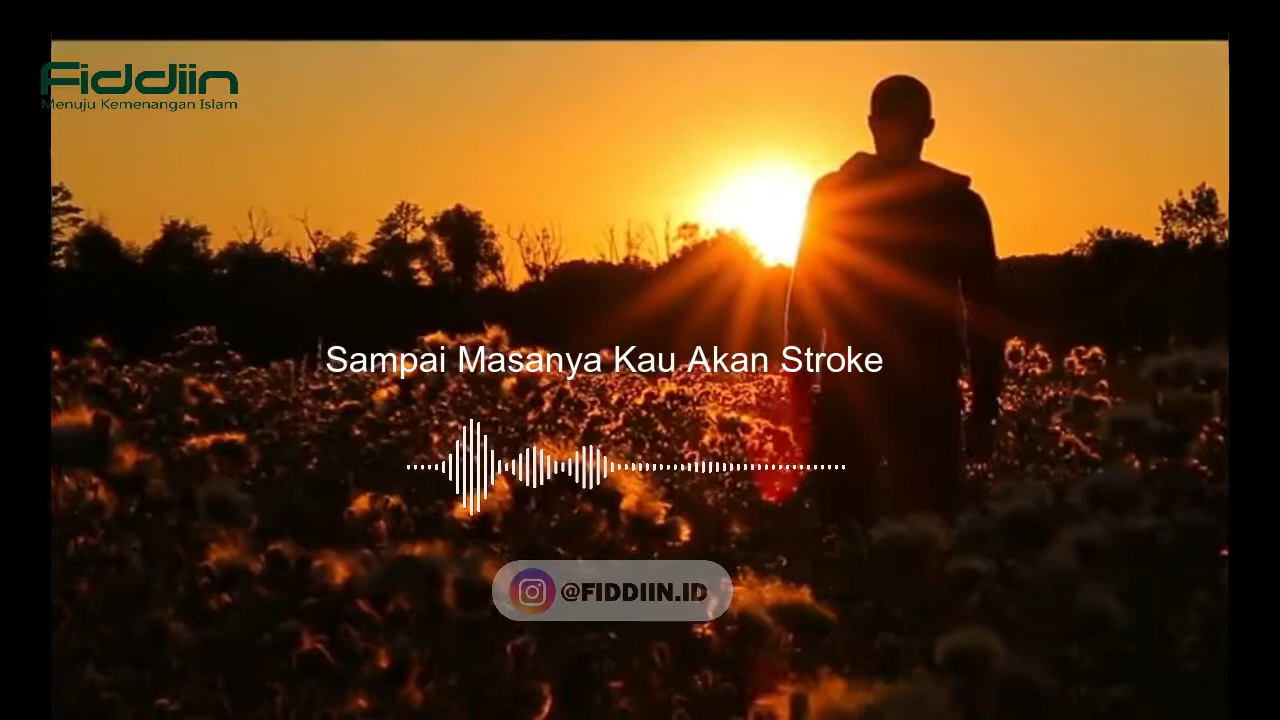 Fiddiin
Menuju Kemenangan Islam
Sampai Masanya Kau Akan Stroke
@FIDDIIN.ID